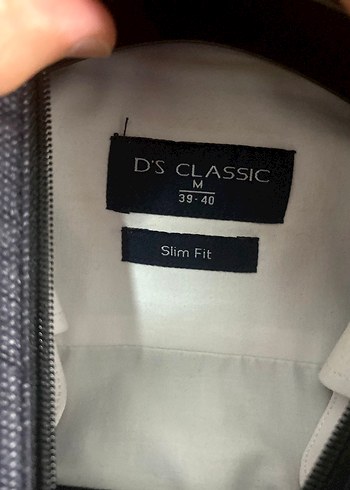 D'S CLASSIC
M
39-40
Slim Fit